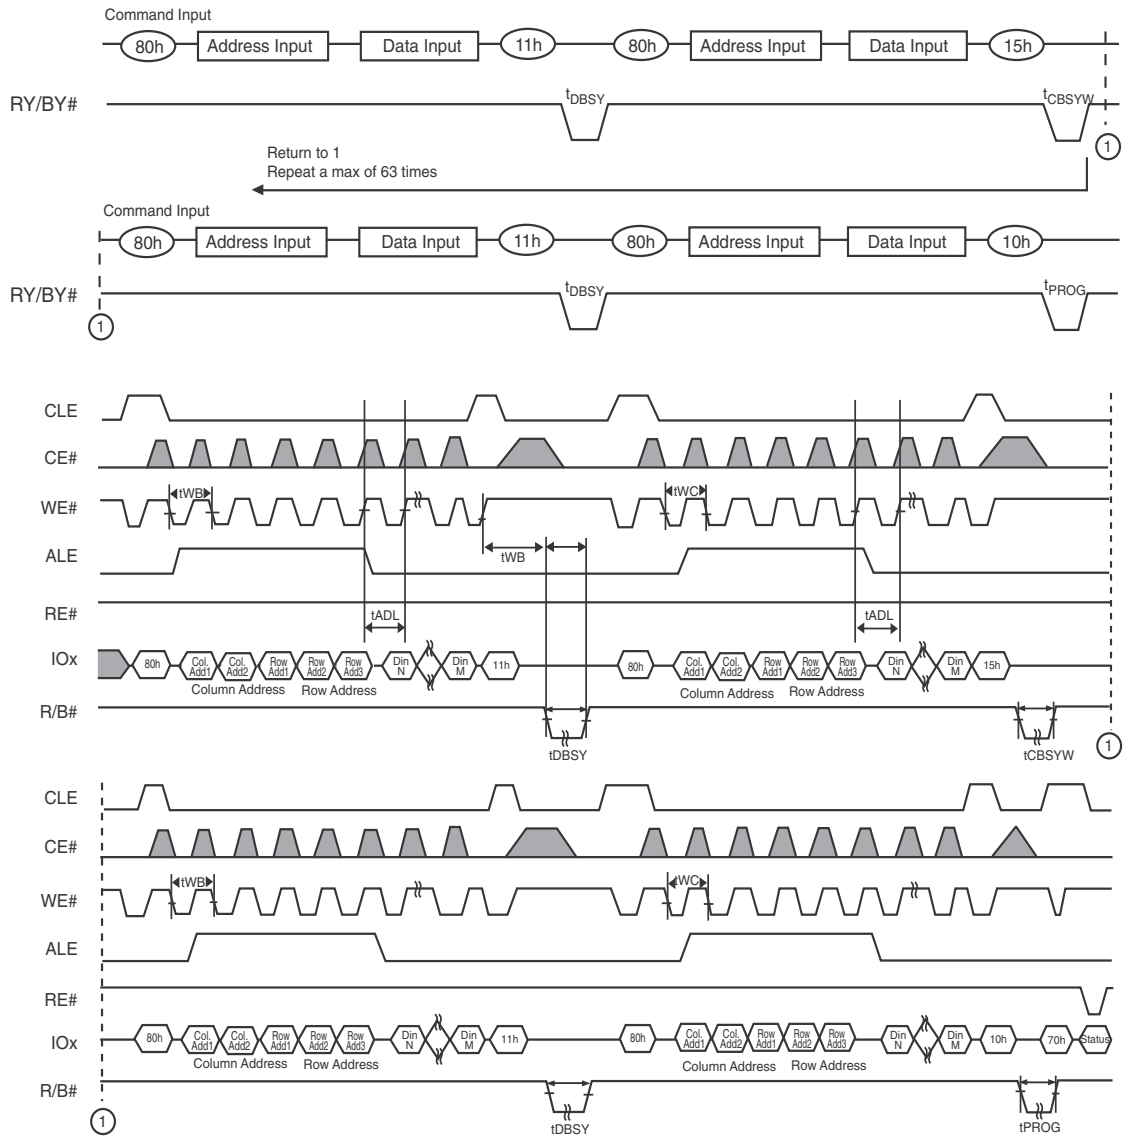 Command Input
80h Address Input Data Input 11h 80h Address Input Data Input 15h
RY/BY# tDBSY tCBSYW
1
Return to 1
Repeat a max of 63 times
Command Input
80h Address Input Data Input 11h 80h Address Input Data Input 10h
RY/BY# tDBSY tPROG
1
CLE
CE#
WE# tWB tWC
ALE tWB
RE# tADL tADL
IOx 80h Col. Add1 Col. Add2 Row Add1 Row Add2 Row Add3 Din N Din M 11h 80h Col. Add1 Col. Add2 Row Add1 Row Add2 Row Add3 Din N Din M 15h
Column Address Row Address Column Address Row Address
R/B# tDBSY tCBSYW
1
CLE
CE#
WE# tWB tWC
ALE
RE#
IOx 80h Col. Add1 Col. Add2 Row Add1 Row Add2 Row Add3 Din N Din M 11h 80h Col. Add1 Col. Add2 Row Add1 Row Add2 Row Add3 Din N Din M 10h 70h Status
Column Address Row Address Column Address Row Address
R/B# tDBSY tPROG
1